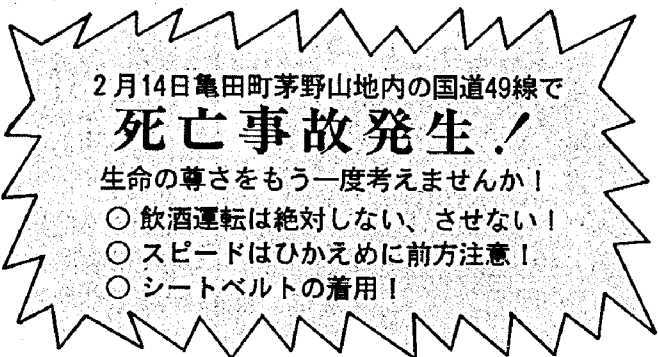 2月14日亀田町茅野山地内の国道49線で
死亡事故発生!
生命の尊さをもう一度考えませんか!
○飲酒運転は絶対しない、させない!
○スピードはひかえめに前方注意!
○シートベルトの着用!